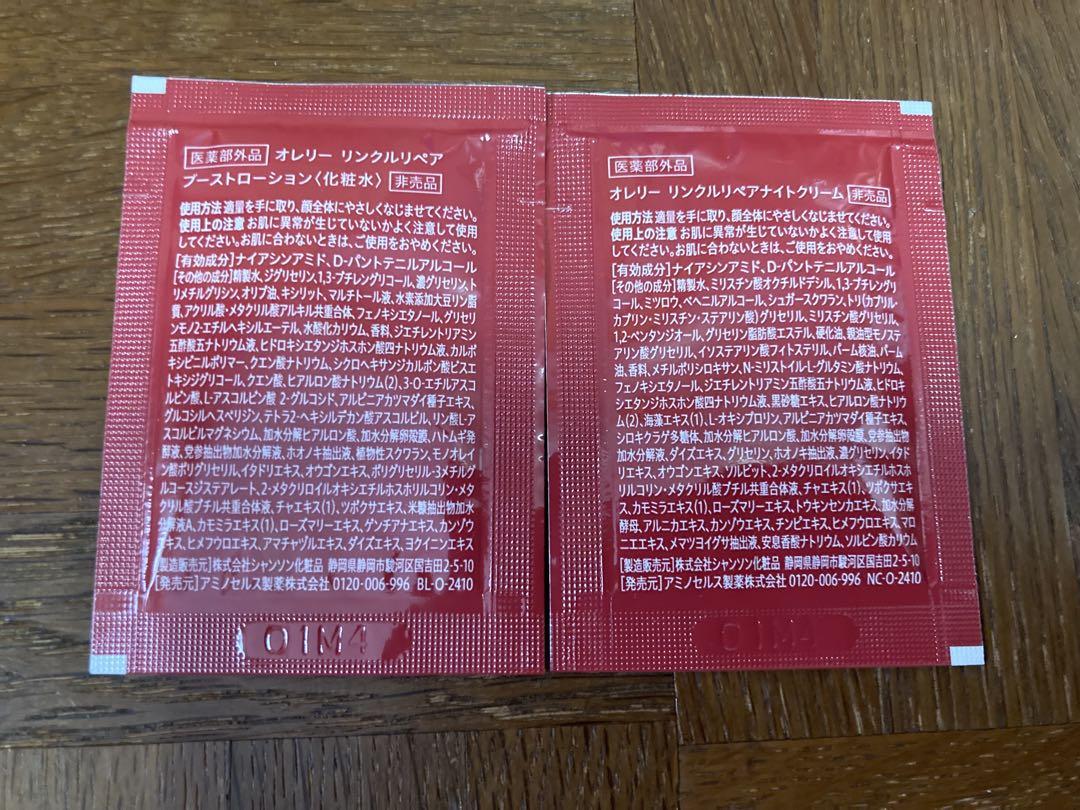 医薬部外品 オレリー リンクルリペア
ブーストローション〈化粧水〉 非売品
使用方法 適量を手に取り、顔全体にやさしくなじませてください。
使用上の注意 お肌に異常が生じていないかよく注意して使用
してください。お肌に合わないときは、ご使用をおやめください。
[有効成分]ナイアシンアミド、D-パントテニルアルコール
[その他の成分]精製水、ジグリセリン、1,3-ブチレングリコール、濃グリセリン、ト
リメチルグリシン、オリブ油、キシリット、マルチトール液、水素添加大豆リン脂
質、アクリル酸・メタクリル酸アルキル共重合体、フェノキシエタノール、グリセリ
ンモノ2-エチルヘキシルエーテル、水酸化カリウム、香料、ジエチレントリアミン
五酢酸五ナトリウム液、ヒドロキシエタンジホスホン酸四ナトリウム液、カルボ
キシビニルポリマー、クエン酸ナトリウム、シクロヘキサンジカルボン酸ビスエ
トキシジグリコール、クエン酸、ヒアルロン酸ナトリウム(2)、3-O-エチルアスコ
ルビン酸、L-アスコルビン酸 2-グルコシド、アルピニアカツマダイ種子エキス、
グルコシルヘスペリジン、テトラ2-ヘキシルデカン酸アスコルビル、リン酸L-ア
スコルビルマグネシウム、加水分解ヒアルロン酸、加水分解卵殻膜、ハトムギ発
酵液、党参抽出物加水分解液、ホオノキ抽出液、植物性スクワラン、モノオレイ
ン酸ポリグリセリル、イタドリエキス、オウゴンエキス、ポリグリセリル-3メチルグ
ルコースジステアレート、2-メタクリロイルオキシエチルホスホリルコリン・メタ
クリル酸ブチル共重合体液、チャエキス(1)、ツボクサエキス、米糠抽出物加水
分解液A、カモミラエキス(1)、ローズマリーエキス、ゲンチアナエキス、カンゾウ
エキス、ヒメフウロエキス、アマチャヅルエキス、ダイズエキス、ヨクイニンエキス
[製造販売元]株式会社シャンソン化粧品 静岡県静岡市駿河区国吉田2-5-10
[発売元]アミノセルス製薬株式会社 0120-006-996 BL-O-2410
01M4
医薬部外品
オレリー リンクルリペアナイトクリーム 非売品
使用方法 適量を手に取り、顔全体にやさしくなじませてください。
使用上の注意 お肌に異常が生じていないかよく注意して使用
してください。お肌に合わないときは、ご使用をおやめください。
[有効成分]ナイアシンアミド、D-パントテニルアルコール
[その他の成分]精製水、ミリスチン酸オクチルドデシル、1,3-ブチレングリ
コール、ミツロウ、ベヘニルアルコール、シュガースクワラン、トリ(カプリル・
カプリン・ミリスチン・ステアリン酸)グリセリル、ミリスチン酸グリセリル、
1,2-ペンタンジオール、グリセリン脂肪酸エステル、硬化油、親油型モノステ
アリン酸グリセリル、イソステアリン酸フィトステリル、パーム核油、パーム
油、香料、メチルポリシロキサン、N-ミリストイル-L-グルタミン酸ナトリウム、
フェノキシエタノール、ジエチレントリアミン五酢酸五ナトリウム液、ヒドロキ
シエタンジホスホン酸四ナトリウム液、黒砂糖エキス、ヒアルロン酸ナトリウ
ム(2)、海藻エキス(1)、L-オキシプロリン、アルピニアカツマダイ種子エキス、
シロキクラゲ多糖体、加水分解ヒアルロン酸、加水分解卵殻膜、党参抽出物
加水分解液、ダイズエキス、グリセリン、ホオノキ抽出液、濃グリセリン、イタド
リエキス、オウゴンエキス、ソルビット、2-メタクリロイルオキシエチルホスホ
リルコリン・メタクリル酸ブチル共重合体液、チャエキス(1)、ツボクサエキ
ス、カモミラエキス(1)、ローズマリーエキス、トウキンセンカエキス、加水分解
酵母、アルニカエキス、カンゾウエキス、チンピエキス、ヒメフウロエキス、マロ
ニエエキス、メマツヨイグサ抽出液、安息香酸ナトリウム、ソルビン酸カリウム
[製造販売元]株式会社シャンソン化粧品 静岡県静岡市駿河区国吉田2-5-10
[発売元]アミノセルス製薬株式会社 0120-006-996 NC-O-2410
01M4